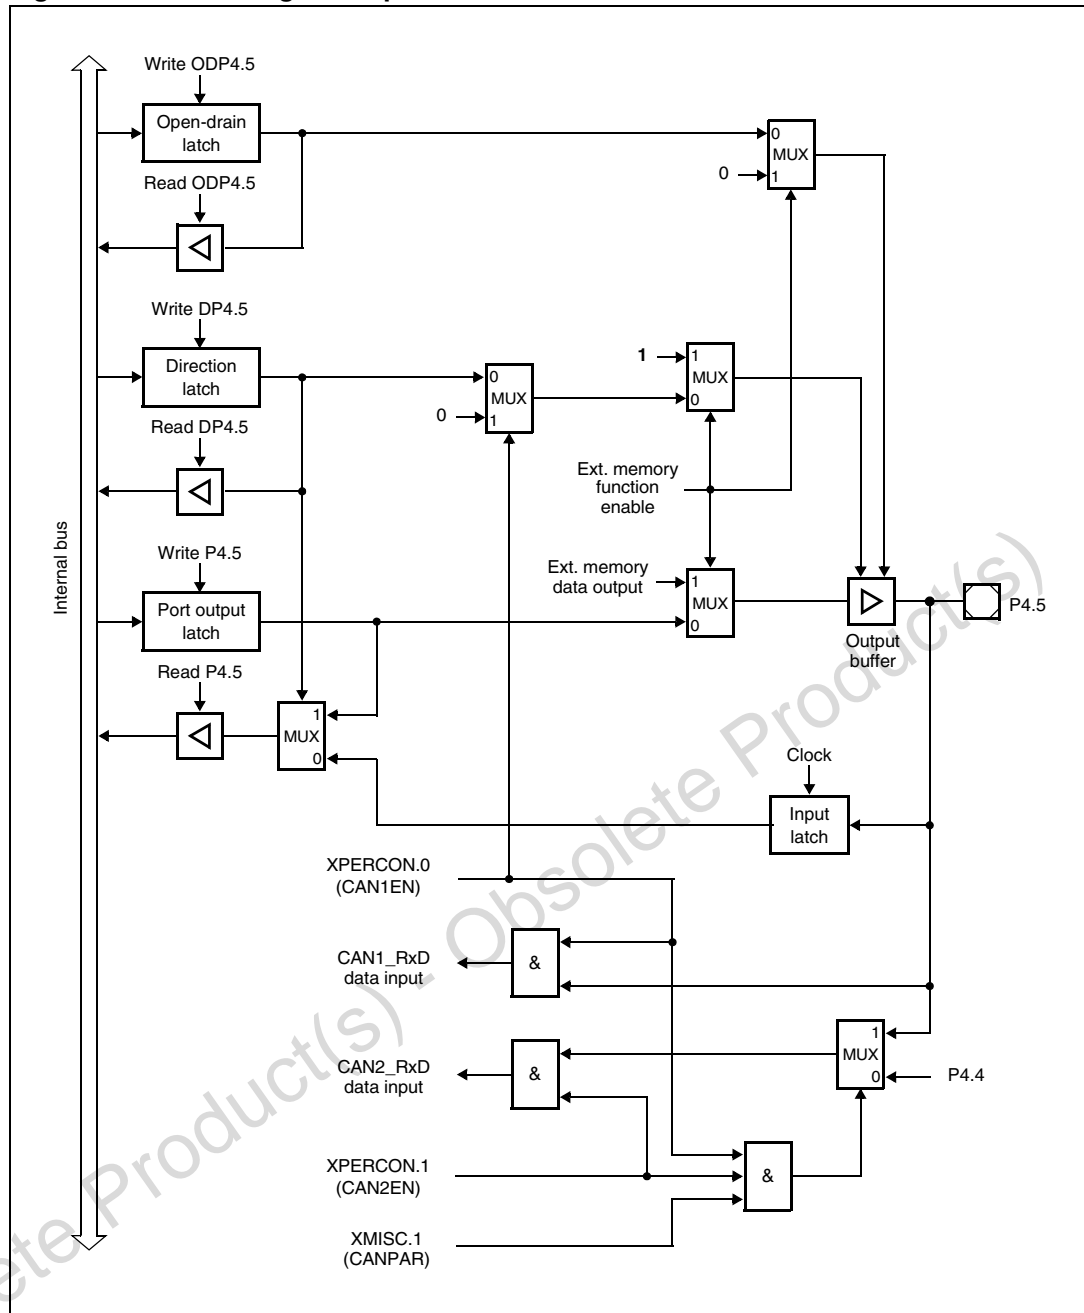 Write ODP4.5
Open-drain
latch
0
MUX
1
0
Read ODP4.5
Write DP4.5
Direction
latch
0
MUX
1
0
1
1
MUX
0
Read DP4.5
Ext. memory
function
enable
Internal bus
Write P4.5
Port output
latch
Ext. memory
data output
1
MUX
0
P4.5
Output
buffer
Read P4.5
1
MUX
0
Clock
Input
latch
XPERCON.0
(CAN1EN)
CAN1_RxD
data input
&
1
MUX
0
P4.4
CAN2_RxD
data input
&
XPERCON.1
(CAN2EN)
&
XMISC.1
(CANPAR)
ete Product(s) - Obsolete Product(s)